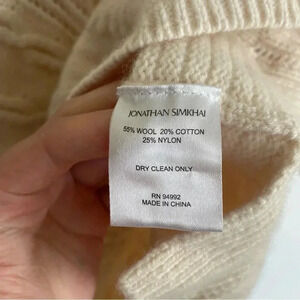 JONATHAN SIMKHAI
55% WOOL 20% COTTON
25% NYLON
DRY CLEAN ONLY
RN 94992
MADE IN CHINA